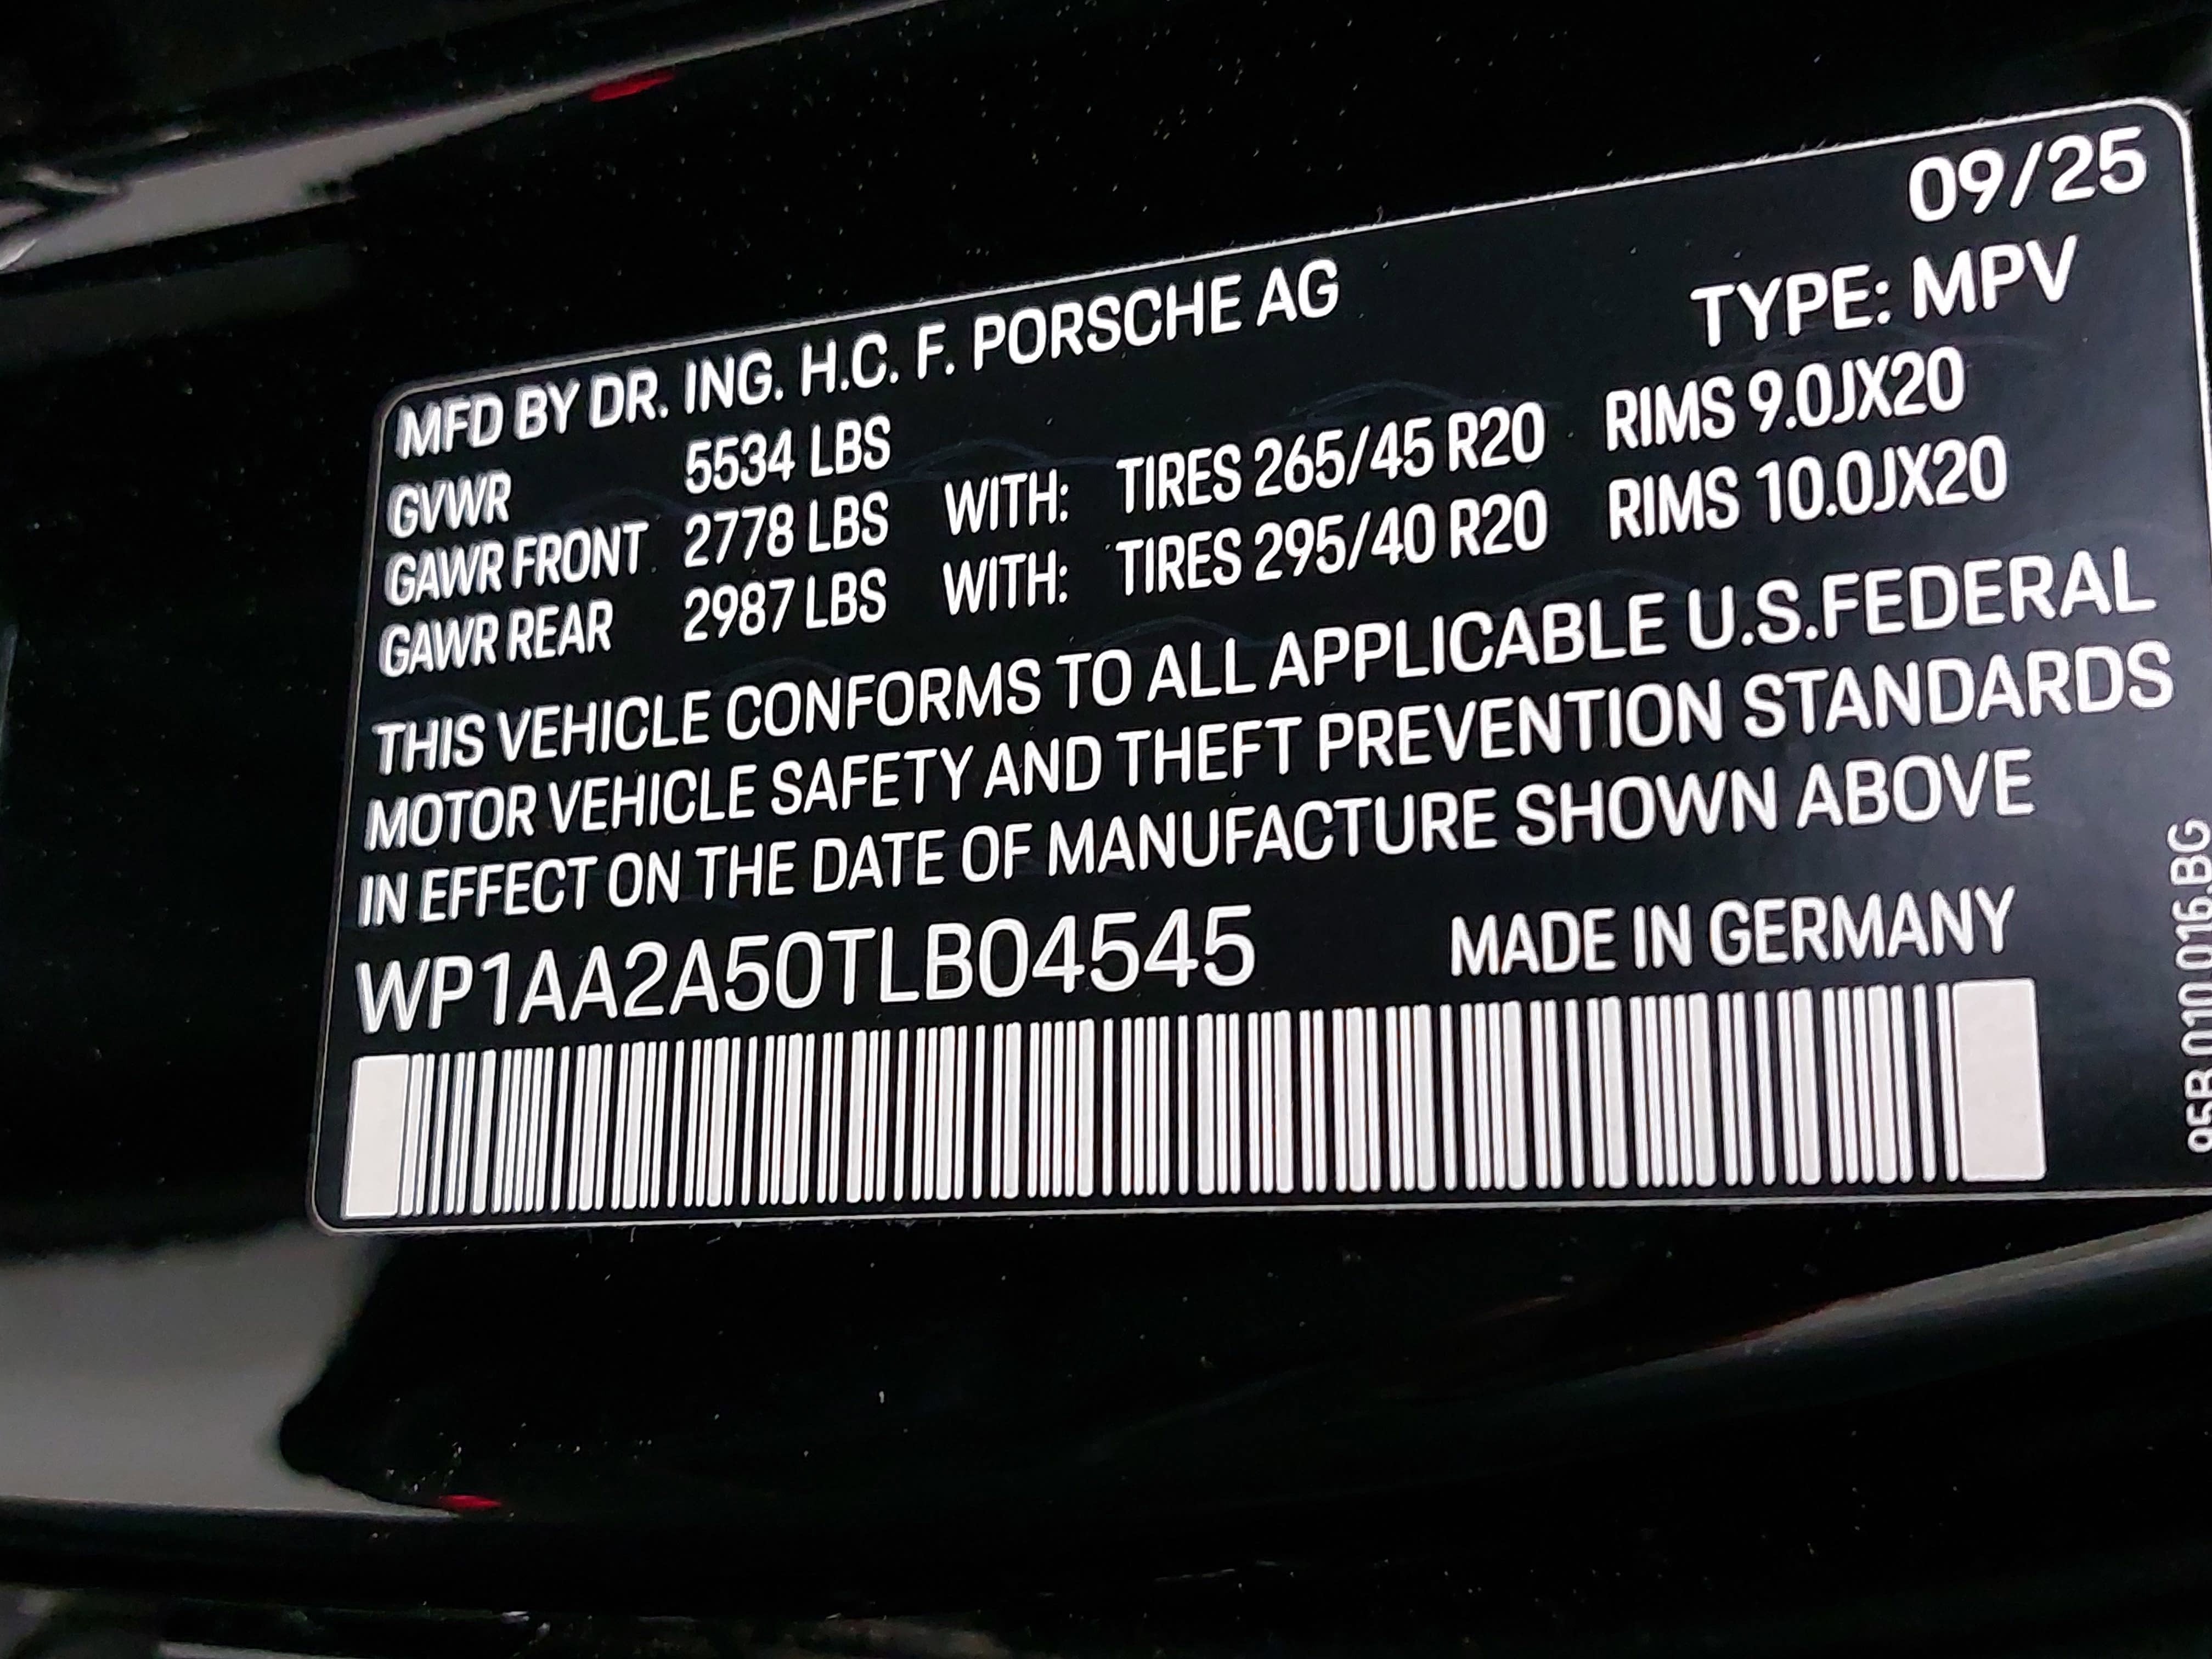 09/25
MFD BY DR. ING. H.C. F. PORSCHE AG TYPE: MPV
GVWR 5534 LBS
GAWR FRONT 2778 LBS WITH: TIRES 265/45 R20 RIMS 9.0JX20
GAWR REAR 2987 LBS WITH: TIRES 295/40 R20 RIMS 10.0JX20
THIS VEHICLE CONFORMS TO ALL APPLICABLE U.S.FEDERAL
MOTOR VEHICLE SAFETY AND THEFT PREVENTION STANDARDS
IN EFFECT ON THE DATE OF MANUFACTURE SHOWN ABOVE
WP1AA2A50TLB04545 MADE IN GERMANY
95B.010.016.BG